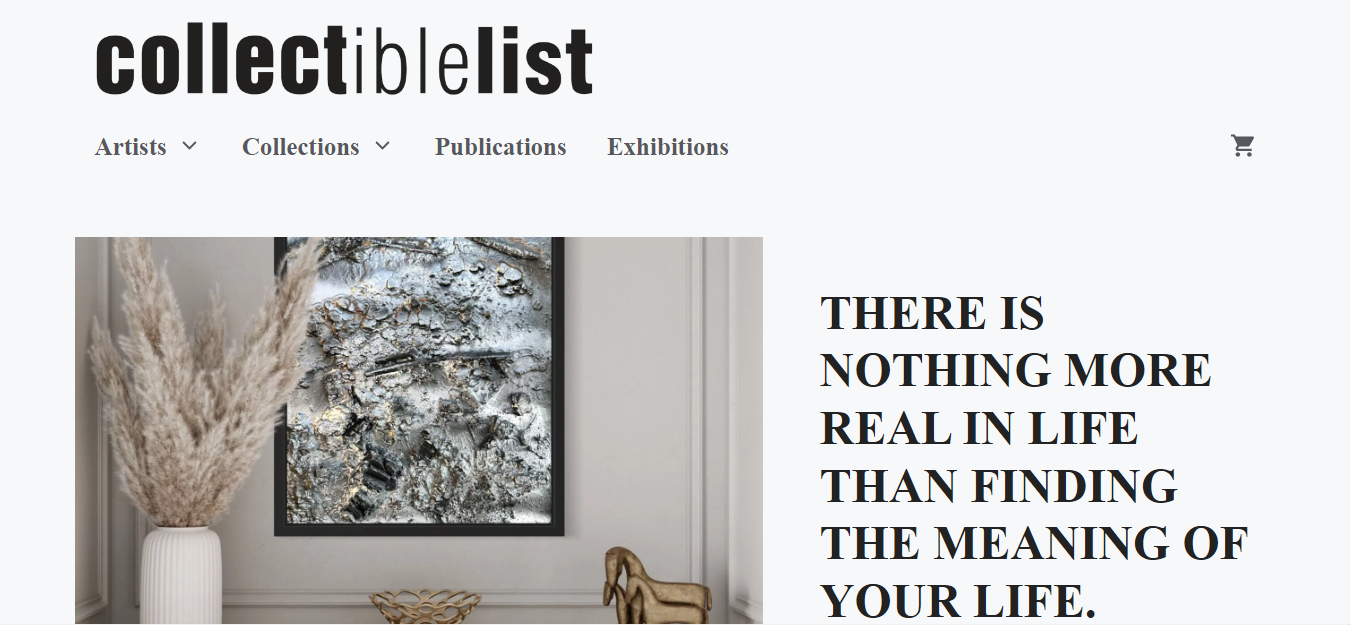 collectiblelist
Artists
Collections
Publications
Exhibitions
THERE IS
NOTHING MORE
REAL IN LIFE
THAN FINDING
THE MEANING OF
YOUR LIFE.